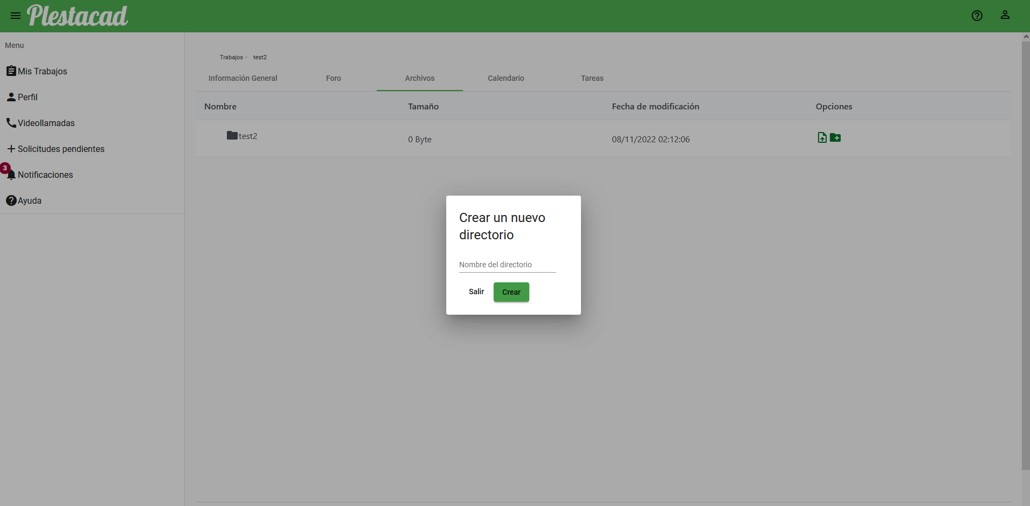 Plestacad
Menu
Mis Trabajos
Perfil
Videollamadas
Solicitudes pendientes
3
Notificaciones
Ayuda
Trabajos test2
Información General Foro Archivos Calendario Tareas
Nombre Tamaño Fecha de modificación Opciones
test2 0 Byte 08/11/2022 02:12:06
Crear un nuevo
directorio
Nombre del directorio
Salir Crear